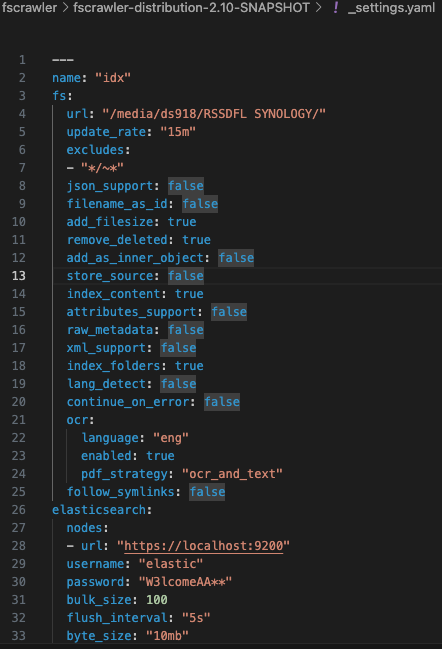 fscrawler > fscrawler-distribution-2.10-SNAPSHOT > ! _settings.yaml
1 ---
2 name: "idx"
3 fs:
4   url: "/media/ds918/RSSDFL SYNOLOGY/"
5   update_rate: "15m"
6   excludes:
7   - "*/~*"
8   json_support: false
9   filename_as_id: false
10   add_filesize: true
11   remove_deleted: true
12   add_as_inner_object: false
13   store_source: false
14   index_content: true
15   attributes_support: false
16   raw_metadata: false
17   xml_support: false
18   index_folders: true
19   lang_detect: false
20   continue_on_error: false
21   ocr:
22     language: "eng"
23     enabled: true
24     pdf_strategy: "ocr_and_text"
25   follow_symlinks: false
26 elasticsearch:
27   nodes:
28   - url: "https://localhost:9200"
29   username: "elastic"
30   password: "W3lcomeAA**"
31   bulk_size: 100
32   flush_interval: "5s"
33   byte_size: "10mb"